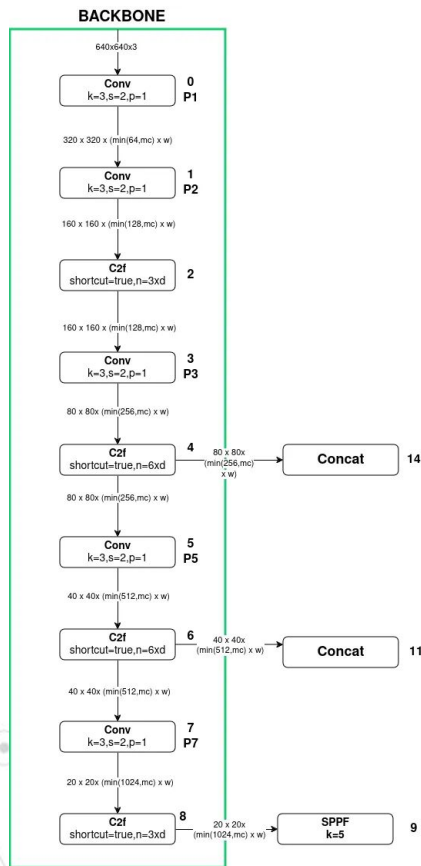 BACKBONE
640x640x3
Conv
k=3,s=2,p=1
0
P1
320 x 320 x (min(64,mc) x w)
Conv
k=3,s=2,p=1
1
P2
160 x 160 x (min(128,mc) x w)
C2f
shortcut=true,n=3xd
2
160 x 160 x (min(128,mc) x w)
Conv
k=3,s=2,p=1
3
P3
80 x 80x (min(256,mc) x w)
C2f
shortcut=true,n=6xd
4
80 x 80x
(min(256,mc)
x w)
Concat
14
80 x 80x (min(256,mc) x w)
Conv
k=3,s=2,p=1
5
P5
40 x 40x (min(512,mc) x w)
C2f
shortcut=true,n=6xd
6
40 x 40x
(min(512,mc) x w)
Concat
11
40 x 40x (min(512,mc) x w)
Conv
k=3,s=2,p=1
7
P7
20 x 20x (min(1024,mc) x w)
C2f
shortcut=true,n=3xd
8
20 x 20x
(min(1024,mc) x w)
SPPF
k=5
9